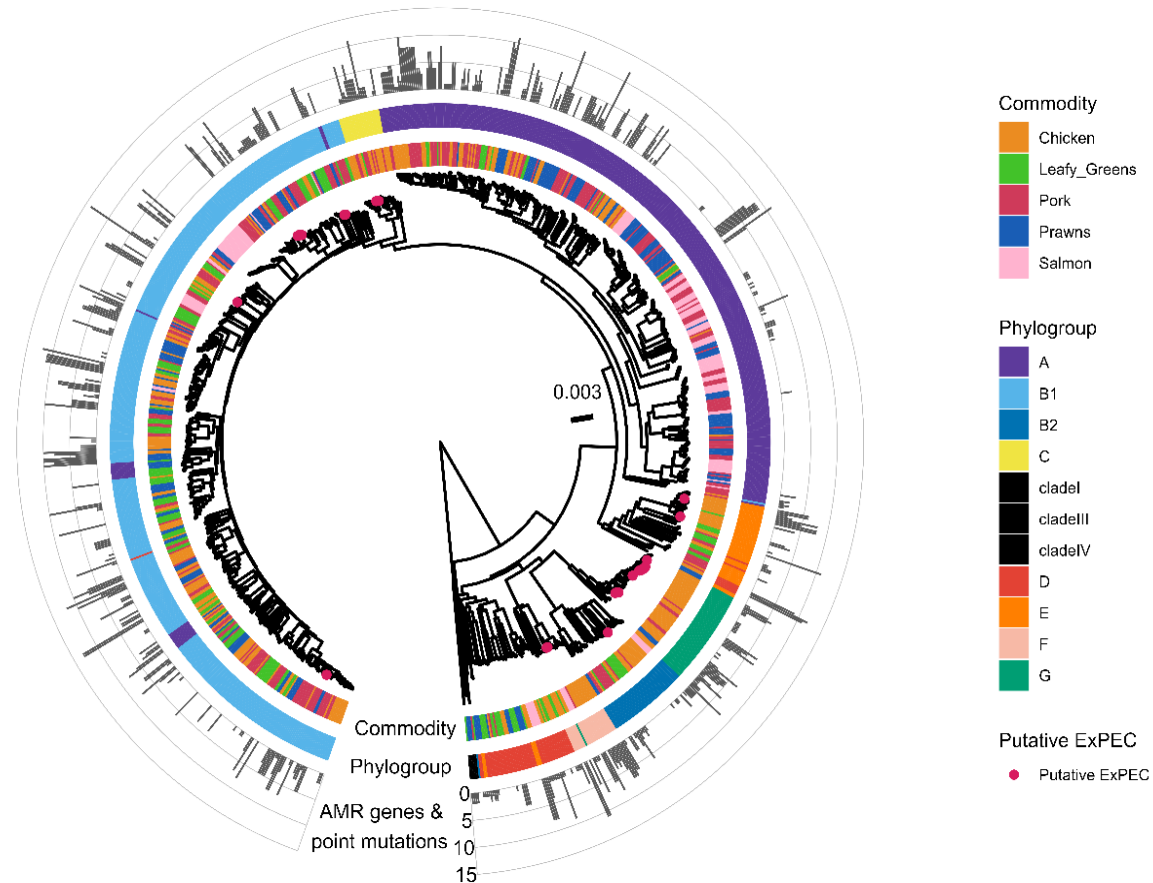 Commodity
Chicken
Leafy_Greens
Pork
Prawns
Salmon
Phylogroup
A
B1
B2
C
cladeI
cladeIII
cladeIV
D
E
F
G
Putative ExPEC
Putative ExPEC
0.003
Commodity
Phylogroup
AMR genes &
point mutations
0
5
10
15